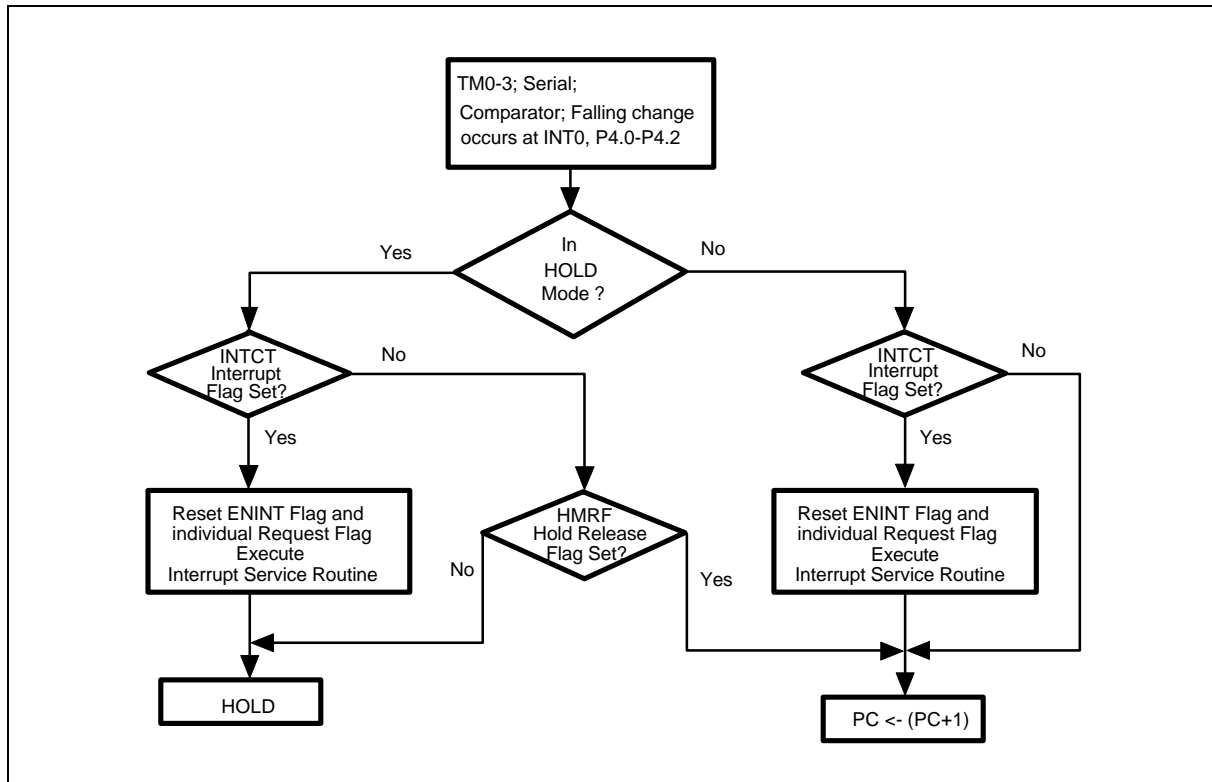 TM0-3; Serial;
Comparator; Falling change
occurs at INT0, P4.0-P4.2
In
HOLD
Mode ?
Yes
No
INTCT
Interrupt
Flag Set?
No
Yes
INTCT
Interrupt
Flag Set?
No
Yes
Reset ENINT Flag and
individual Request Flag
Execute
Interrupt Service Routine
HMRF
Hold Release
Flag Set?
No
Yes
Reset ENINT Flag and
individual Request Flag
Execute
Interrupt Service Routine
HOLD
PC <- (PC+1)